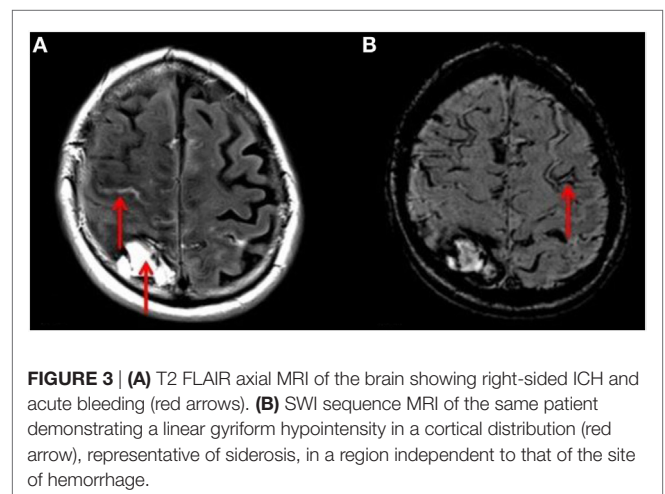 A
B
FIGURE 3 | (A) T2 FLAIR axial MRI of the brain showing right-sided ICH and
acute bleeding (red arrows). (B) SWI sequence MRI of the same patient
demonstrating a linear gyriform hypointensity in a cortical distribution (red
arrow), representative of siderosis, in a region independent to that of the site
of hemorrhage.